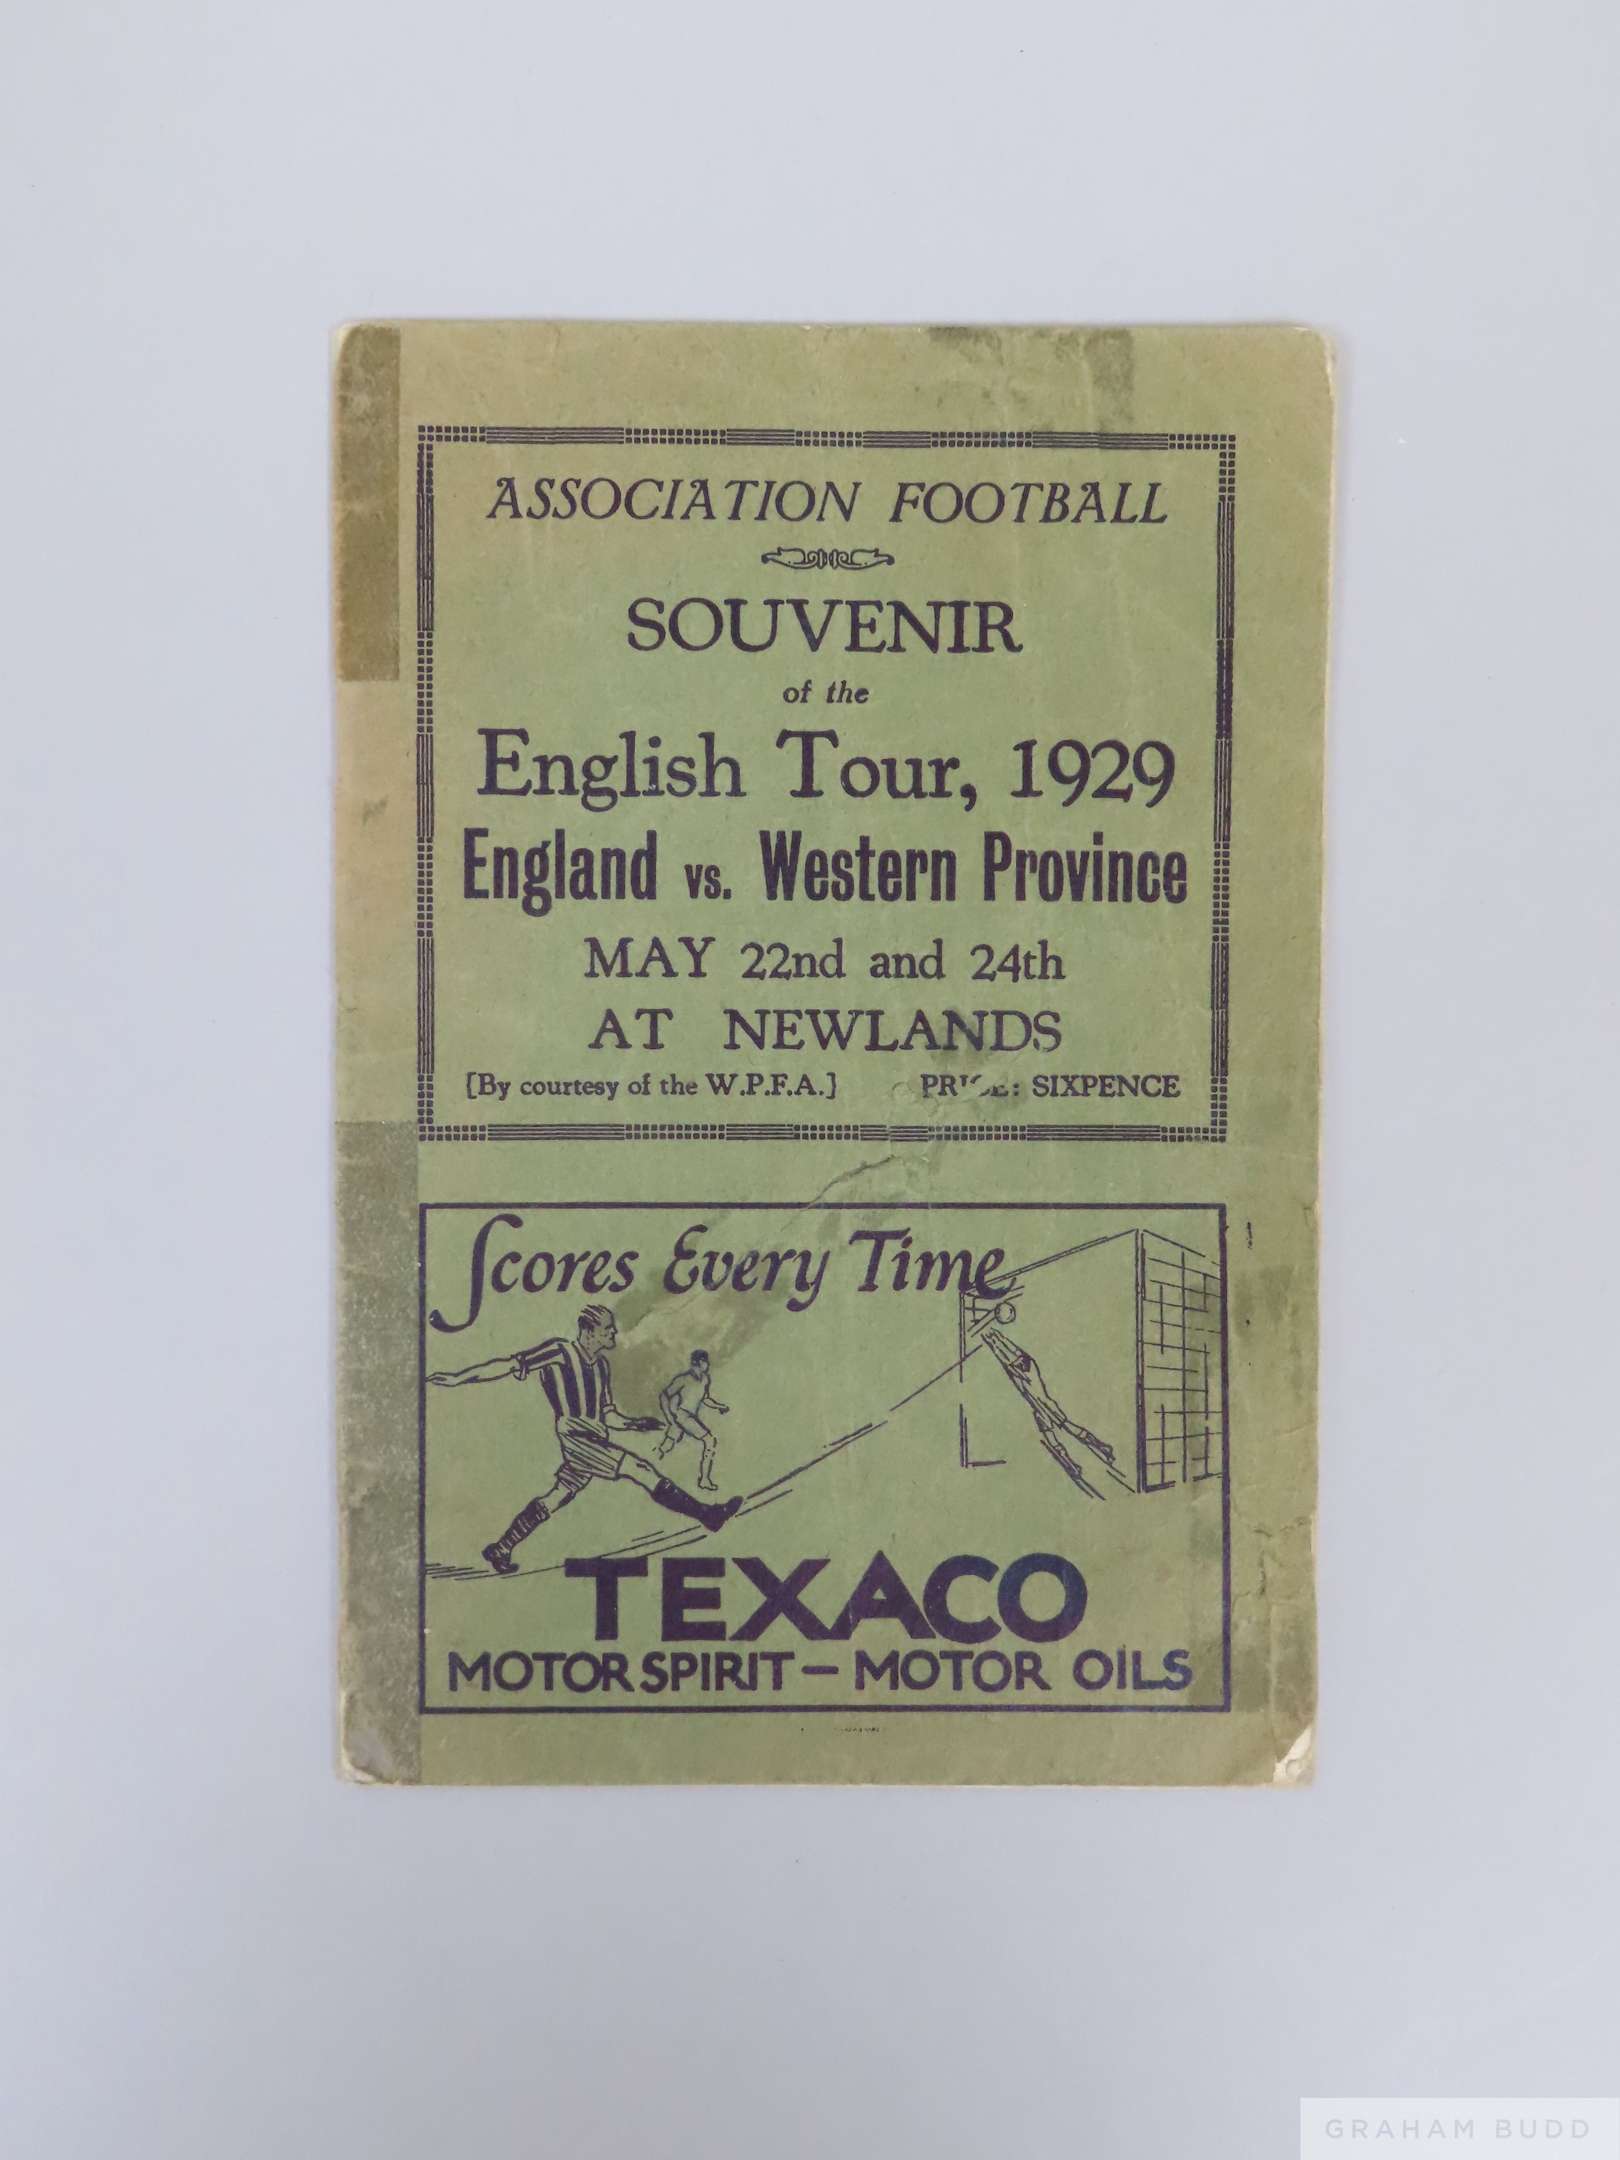 ASSOCIATION FOOTBALL
SOUVENIR
of the
English Tour, 1929
England vs. Western Province
MAY 22nd and 24th
AT NEWLANDS
[By courtesy of the W.P.F.A.] PRICE: SIXPENCE
Scores Every Time
TEXACO
MOTOR SPIRIT — MOTOR OILS
GRAHAM BUDD